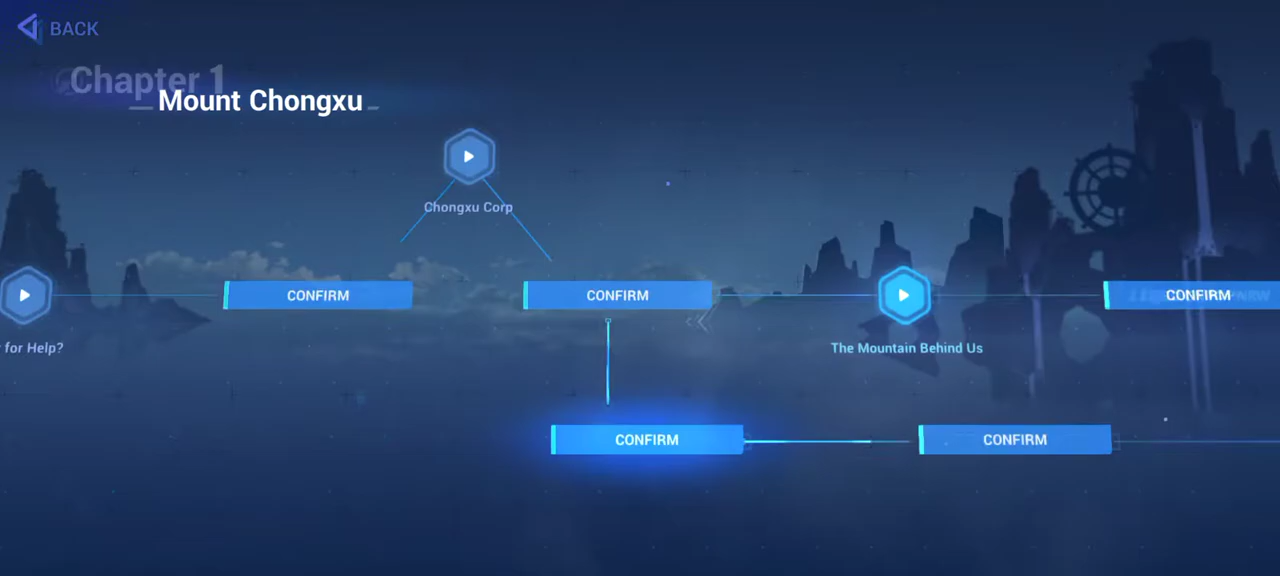 BACK
Chapter 1
Mount Chongxu
Chongxu Corp
CONFIRM
CONFIRM
CONFIRM
for Help?
The Mountain Behind Us
CONFIRM
CONFIRM